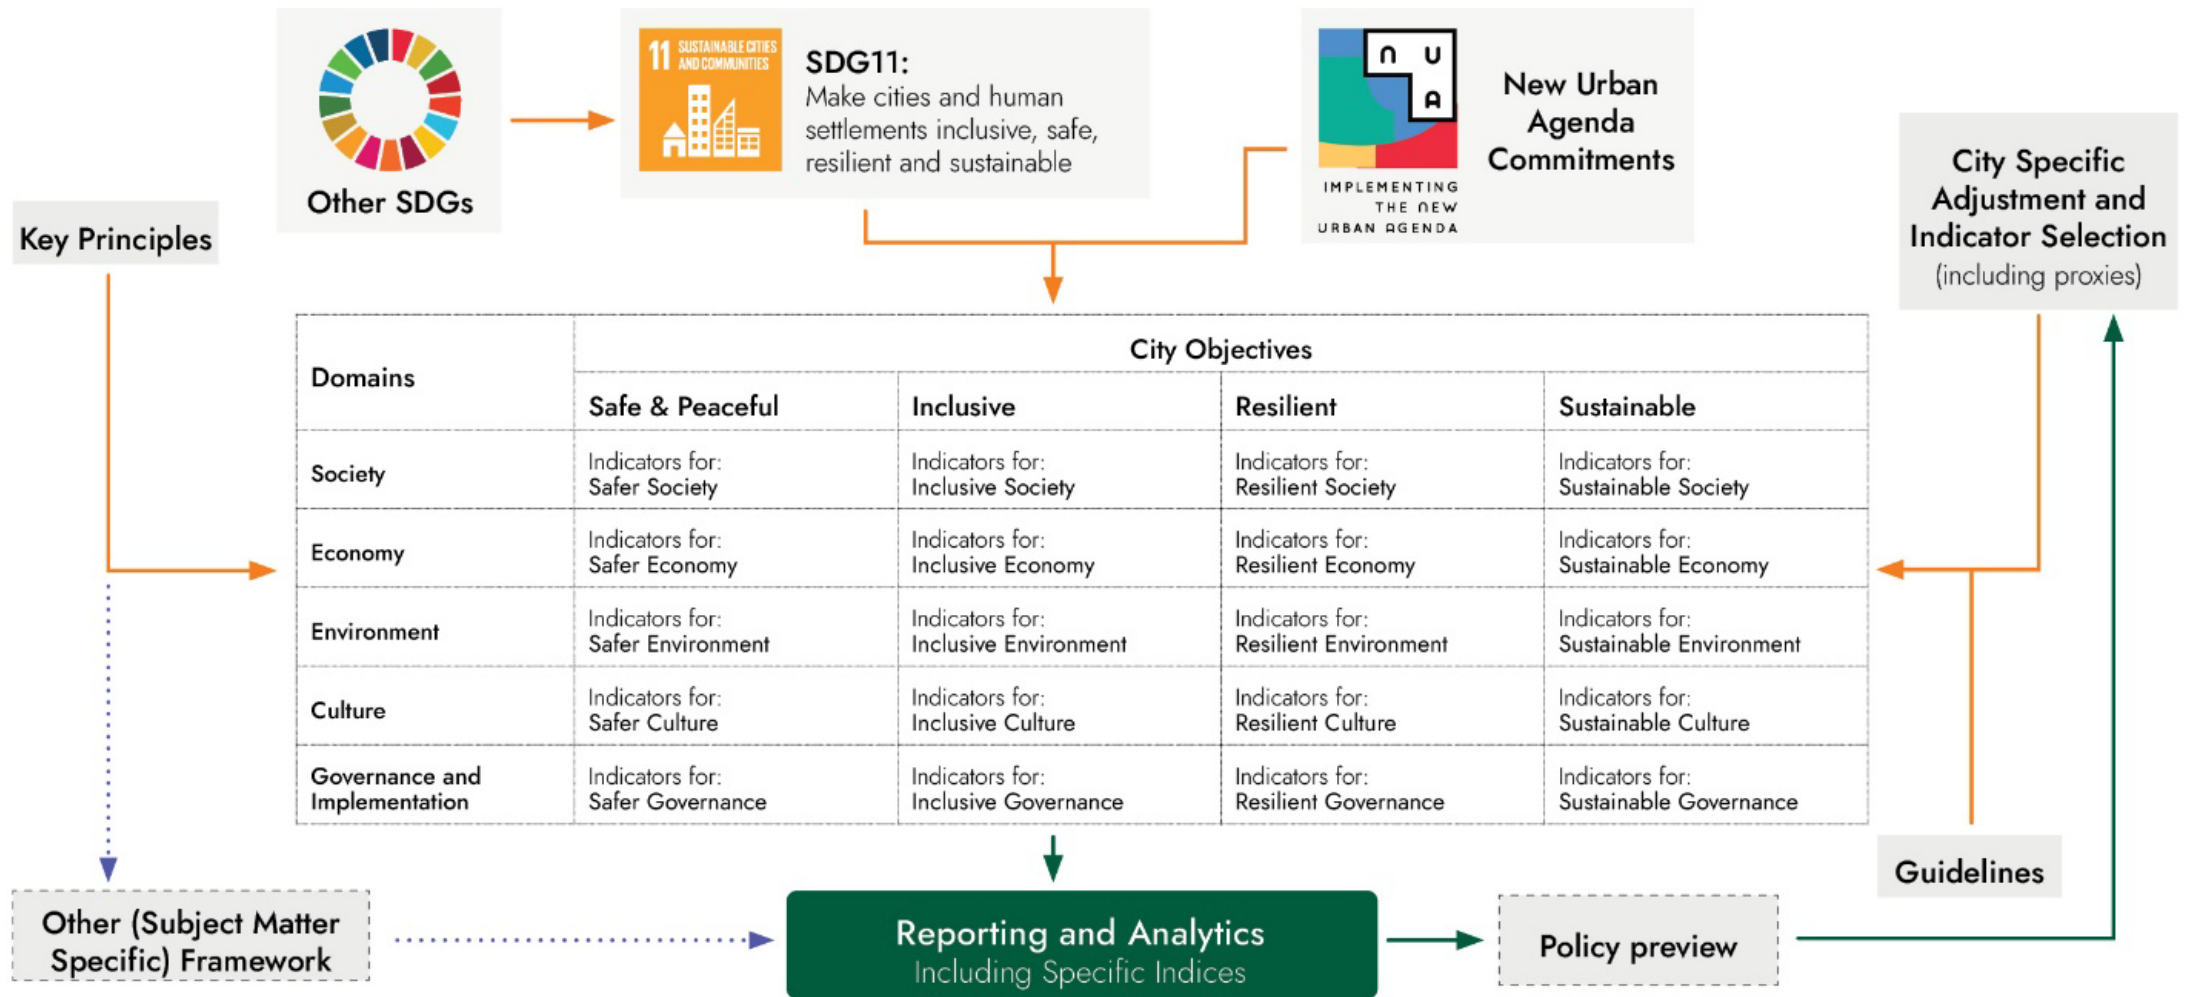 11 SUSTAINABLE CITIES
AND COMMUNITIES
SDG11:
Make cities and human
settlements inclusive, safe,
resilient and sustainable
Other SDGs
NUA
IMPLEMENTING
THE NEW
URBAN AGENDA
New Urban
Agenda
Commitments
City Specific
Adjustment and
Indicator Selection
(including proxies)
Key Principles
Domains
City Objectives
Safe & Peaceful
Inclusive
Resilient
Sustainable
Society
Indicators for:
Safer Society
Indicators for:
Inclusive Society
Indicators for:
Resilient Society
Indicators for:
Sustainable Society
Economy
Indicators for:
Safer Economy
Indicators for:
Inclusive Economy
Indicators for:
Resilient Economy
Indicators for:
Sustainable Economy
Environment
Indicators for:
Safer Environment
Indicators for:
Inclusive Environment
Indicators for:
Resilient Environment
Indicators for:
Sustainable Environment
Culture
Indicators for:
Safer Culture
Indicators for:
Inclusive Culture
Indicators for:
Resilient Culture
Indicators for:
Sustainable Culture
Governance and
Implementation
Indicators for:
Safer Governance
Indicators for:
Inclusive Governance
Indicators for:
Resilient Governance
Indicators for:
Sustainable Governance
Guidelines
Other (Subject Matter
Specific) Framework
Reporting and Analytics
Including Specific Indices
Policy preview